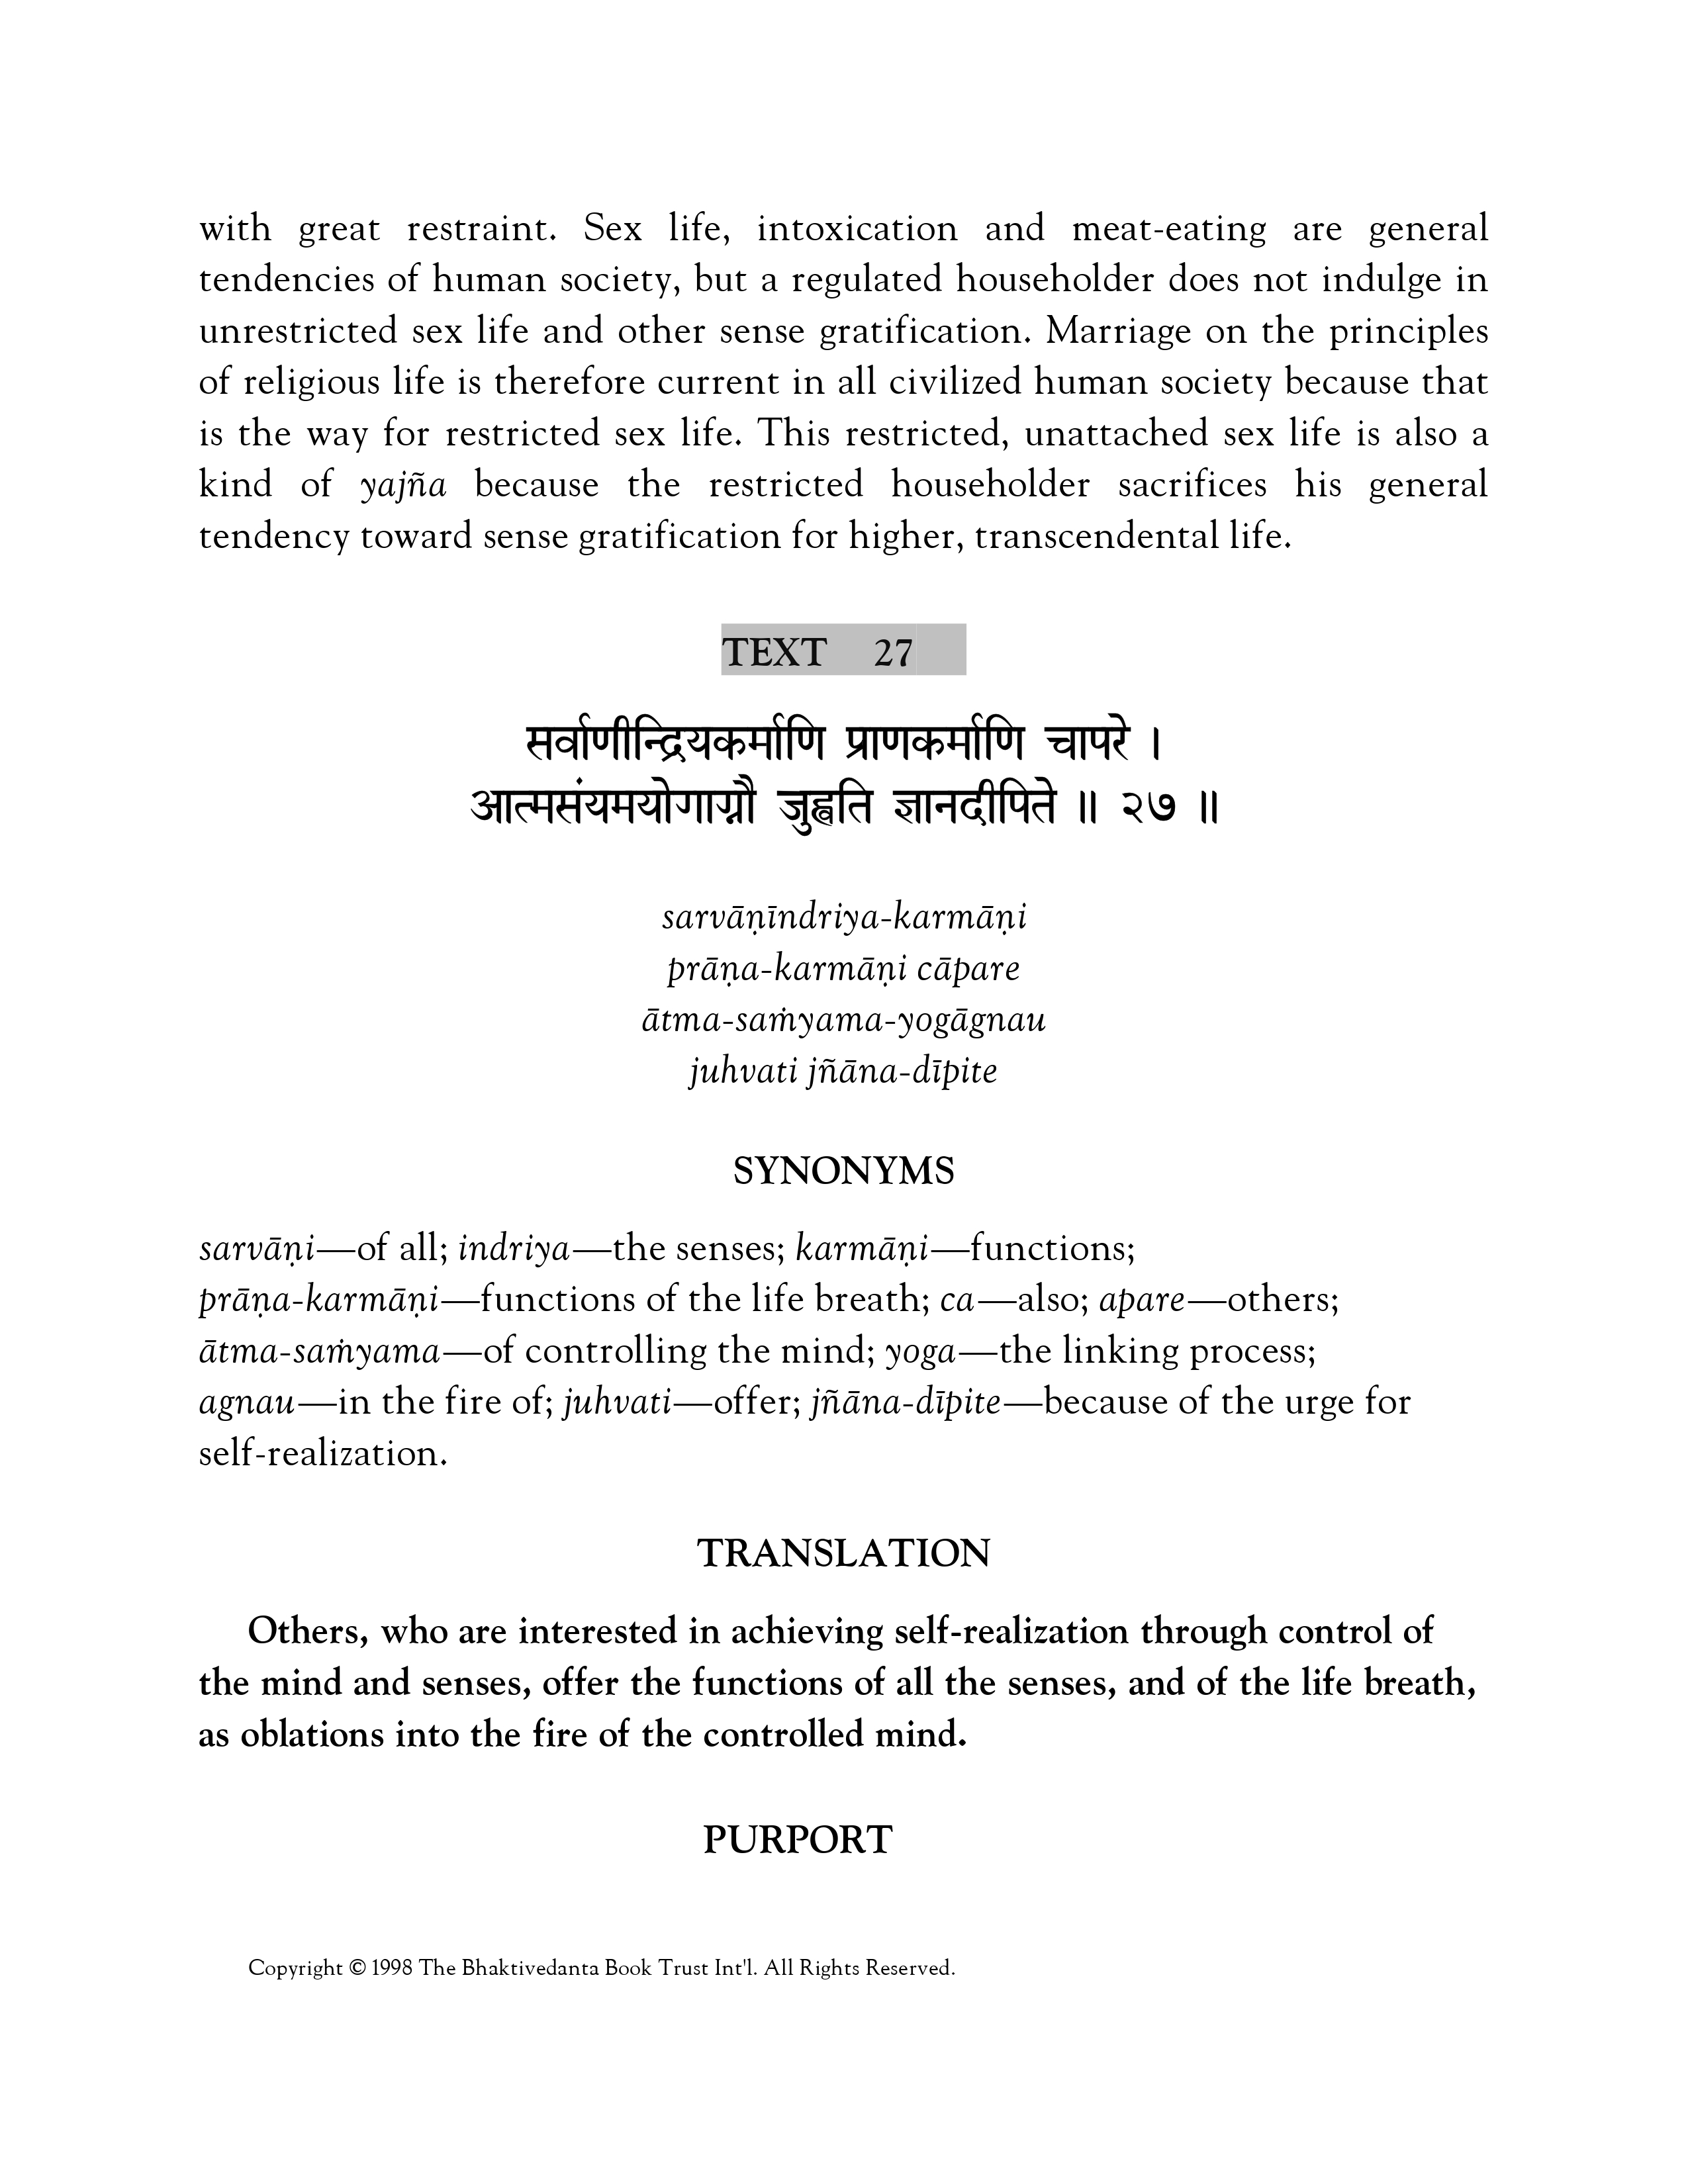 with great restraint. Sex life, intoxication and meat-eating are general
tendencies of human society, but a regulated householder does not indulge in
unrestricted sex life and other sense gratification. Marriage on the principles
of religious life is therefore current in all civilized human society because that
is the way for restricted sex life. This restricted, unattached sex life is also a
kind of yajña because the restricted householder sacrifices his general
tendency toward sense gratification for higher, transcendental life.
TEXT 27
सर्वाणीन्द्रियकर्माणि प्राणकर्माणि चापरे ।
आत्मसंयमयोगाग्नौ जुह्वति ज्ञानदीपिते ॥ २७ ॥
sarvāṇīndriya-karmāṇi
prāṇa-karmāṇi cāpare
ātma-saṁyama-yogāgnau
juhvati jñāna-dīpite
SYNONYMS
sarvāṇi—of all; indriya—the senses; karmāṇi—functions;
prāṇa-karmāṇi—functions of the life breath; ca—also; apare—others;
ātma-saṁyama—of controlling the mind; yoga—the linking process;
agnau—in the fire of; juhvati—offer; jñāna-dīpite—because of the urge for
self-realization.
TRANSLATION
Others, who are interested in achieving self-realization through control of
the mind and senses, offer the functions of all the senses, and of the life breath,
as oblations into the fire of the controlled mind.
PURPORT
Copyright © 1998 The Bhaktivedanta Book Trust Int'l. All Rights Reserved.